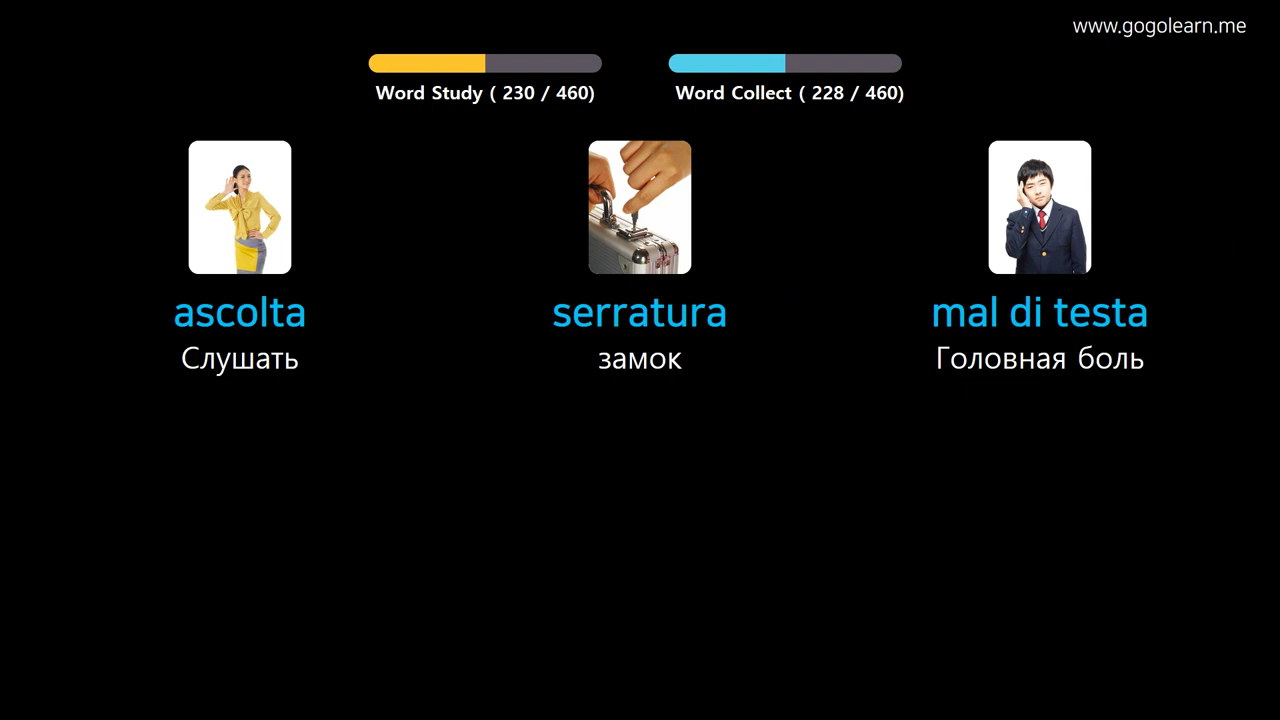 www.gogolearn.me
Word Study ( 230 / 460)
Word Collect ( 228 / 460)
ascolta
Слушать
serratura
замок
mal di testa
Головная боль